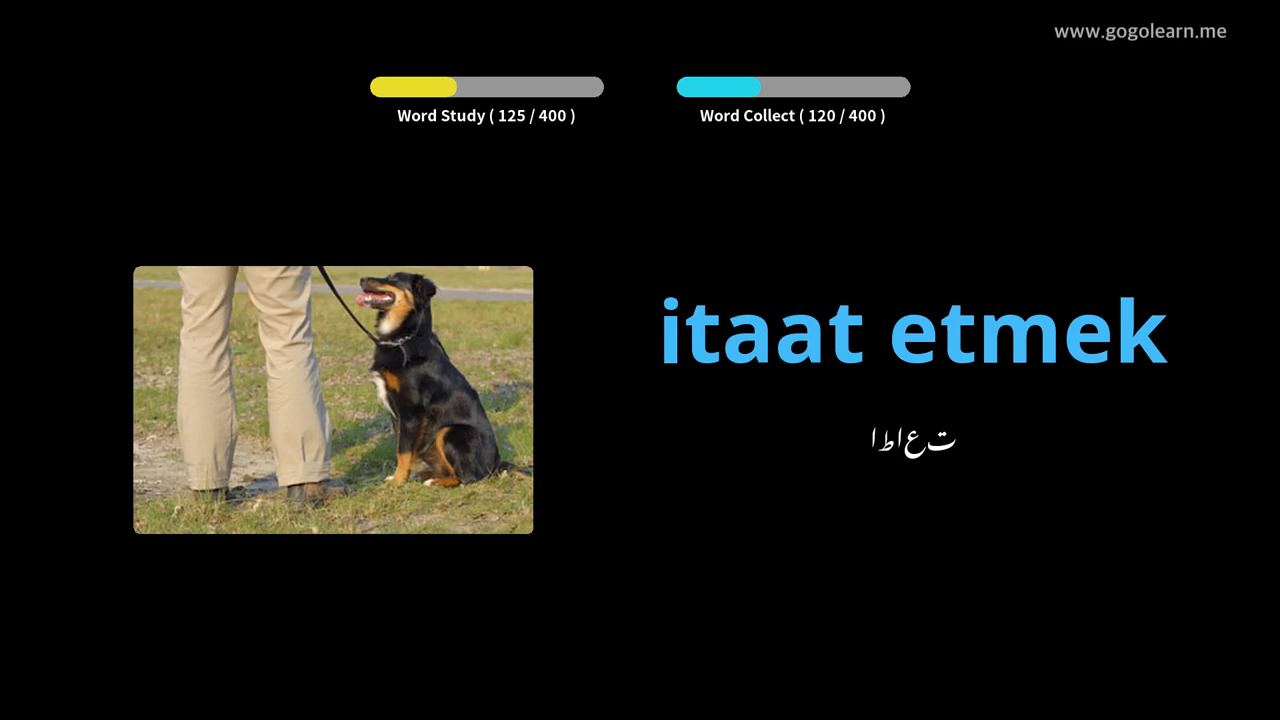 www.gogolearn.me
Word Study ( 125 / 400 )
Word Collect ( 120 / 400 )
itaat etmek
اطاعت